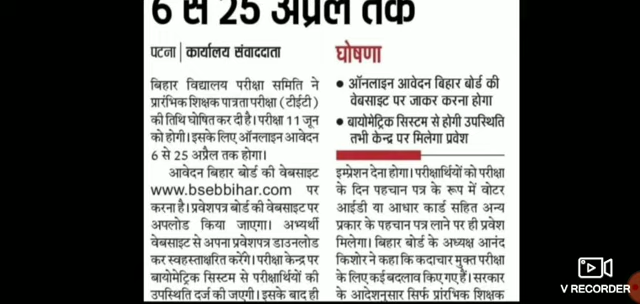 6 से 25 अप्रैल तक
पटना | कार्यालय संवाददाता
बिहार विद्यालय परीक्षा समिति ने
प्रारंभिक शिक्षक पात्रता परीक्षा (टीईटी)
की तिथि घोषित कर दी है। परीक्षा 11 जून
को होगी। इसके लिए ऑनलाइन आवेदन
6 से 25 अप्रैल तक होगा।
आवेदन बिहार बोर्ड की वेबसाइट
www.bsebbihar.com पर
करना है। प्रवेशपत्र बोर्ड की वेबसाइट पर
अपलोड किया जाएगा। अभ्यर्थी
वेबसाइट से अपना प्रवेशपत्र डाउनलोड
कर स्वहस्ताक्षरित करेंगे। परीक्षा केन्द्र पर
बायोमेट्रिक सिस्टम से परीक्षार्थियों की
उपस्थिति दर्ज की जाएगी। इसके बाद ही
घोषणा
● ऑनलाइन आवेदन बिहार बोर्ड की
वेबसाइट पर जाकर करना होगा
● बायोमेट्रिक सिस्टम से होगी उपस्थिति
तभी केन्द्र पर मिलेगा प्रवेश
इम्प्रेशन देना होगा। परीक्षार्थियों को परीक्षा
के दिन पहचान पत्र के रूप में वोटर
आईडी या आधार कार्ड सहित अन्य
प्रकार के पहचान पत्र लाने पर ही प्रवेश
मिलेगा। बिहार बोर्ड के अध्यक्ष आनंद
किशोर ने कहा कि कदाचार मुक्त परीक्षा
के लिए कई बदलाव किए गए हैं। सरकार
के आदेशनुसार सिर्फ प्रारंभिक शिक्षक
V RECORDER